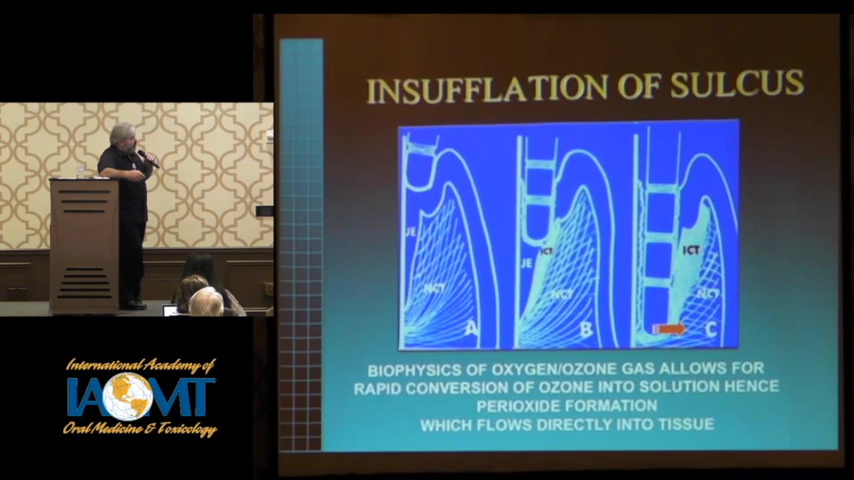 INSUFFLATION OF SULCUS
JE
NCT
A
JE
ICT
NCT
B
ICT
NCT
C
BIOPHYSICS OF OXYGEN/OZONE GAS ALLOWS FOR
RAPID CONVERSION OF OZONE INTO SOLUTION HENCE
PERIOXIDE FORMATION
WHICH FLOWS DIRECTLY INTO TISSUE
International Academy of
IAOMT
Oral Medicine & Toxicology